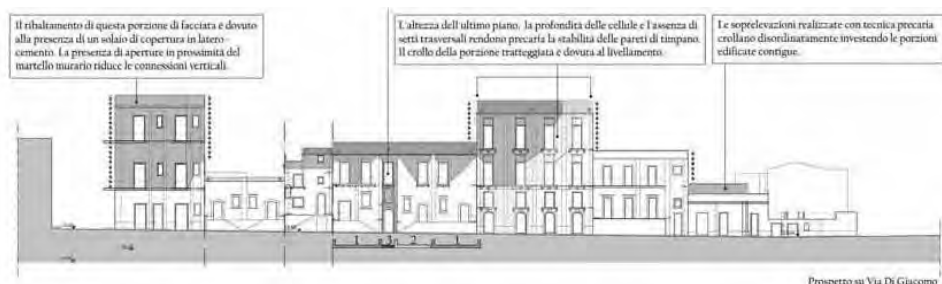 Il ribaltamento di questa porzione di facciata è dovuto
alla presenza di un solaio di copertura in latero-
cemento. La presenza di aperture in prossimità del
martello murario riduce le connessioni verticali.
L'altezza dell'ultimo piano, la profondità delle cellule e l'assenza di
setti trasversali rendono precaria la stabilità delle pareti di timpano.
Il crollo della porzione tratteggiata è dovuta al livellamento.
Le soprelevazioni realizzate con tecnica precaria
crollano disordinatamente investendo le porzioni
edificate contigue.
1 3 2 1
Prospetto su Via Di Giacomo